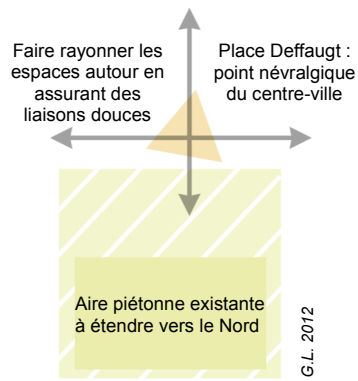 Faire rayonner les
espaces autour en
assurant des
liaisons douces
Place Deffaugt :
point névralgique
du centre-ville
Aire piétonne existante
à étendre vers le Nord
G.L. 2012